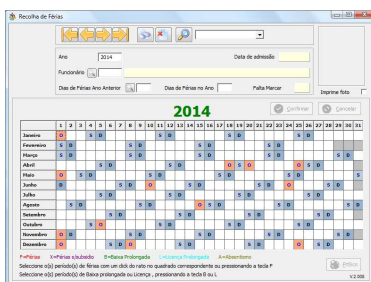 Recolha de Férias
Ano 2014 Data de admissão
Funcionário
Dias de Férias Ano Anterior Dias de Férias no Ano Falta Marcar Imprime foto
2014 Confirmar Cancelar
1 2 3 4 5 6 7 8 9 10 11 12 13 14 15 16 17 18 19 20 21 22 23 24 25 26 27 28 29 30 31
Janeiro O S D S D S D S D
Fevereiro S D S D S D S D
Março S D S D S D S D S D
Abril S D S D O S O O S D
Maio O S D S D S D S D S
Junho D S D O S D S D O S D
Julho S D S D S D S D
Agosto S D S D O S D S D S D
Setembro S D S D S D S D
Outubro S O S D S D S D
Novembro O D S D S D S D S D
Dezembro O S D O S D S D O S D
F=Férias X=Férias s/subsidio B=Baixa Prolongada L=Licença Prolongada A=Absentismo
Seleccione o(s) período(s) de férias com um click do rato no quadrado correspondente ou pressionando a tecla F
Seleccione o(s) período(s) de Baixa prolongada ou Licença , pressionando a tecla B ou L
V.2.008